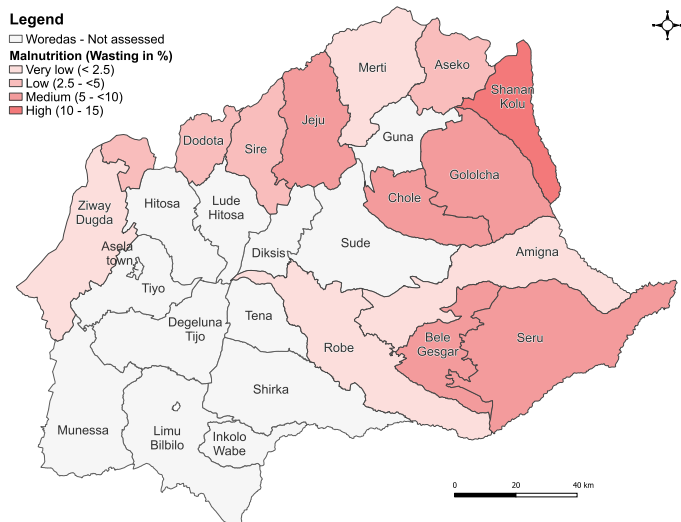 Legend
Woredas - Not assessed
Malnutrition (Wasting in %)
Very low (< 2.5)
Low (2.5 - <5)
Medium (5 - <10)
High (10 - 15)
Merti
Aseko
Shanan
Kolu
Jeju
Guna
Dodota
Sire
Gololcha
Chole
Ziway
Dugda
Hitosa
Lude
Hitosa
Asela
town
Diksis
Sude
Amigna
Tiyo
Degeluna
Tijo
Tena
Robe
Bele
Gesgar
Seru
Shirka
Munessa
Limu
Bilbilo
Inkolo
Wabe
0 20 40 km